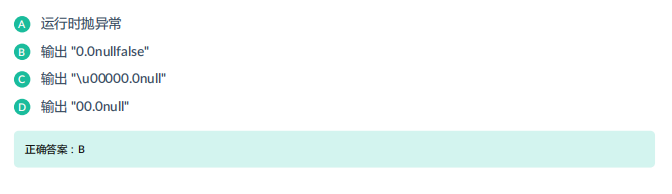 A 运行时抛异常
B 输出 "0.0nullfalse"
C 输出 "\u00000.0null"
D 输出 "00.0null"
正确答案：B